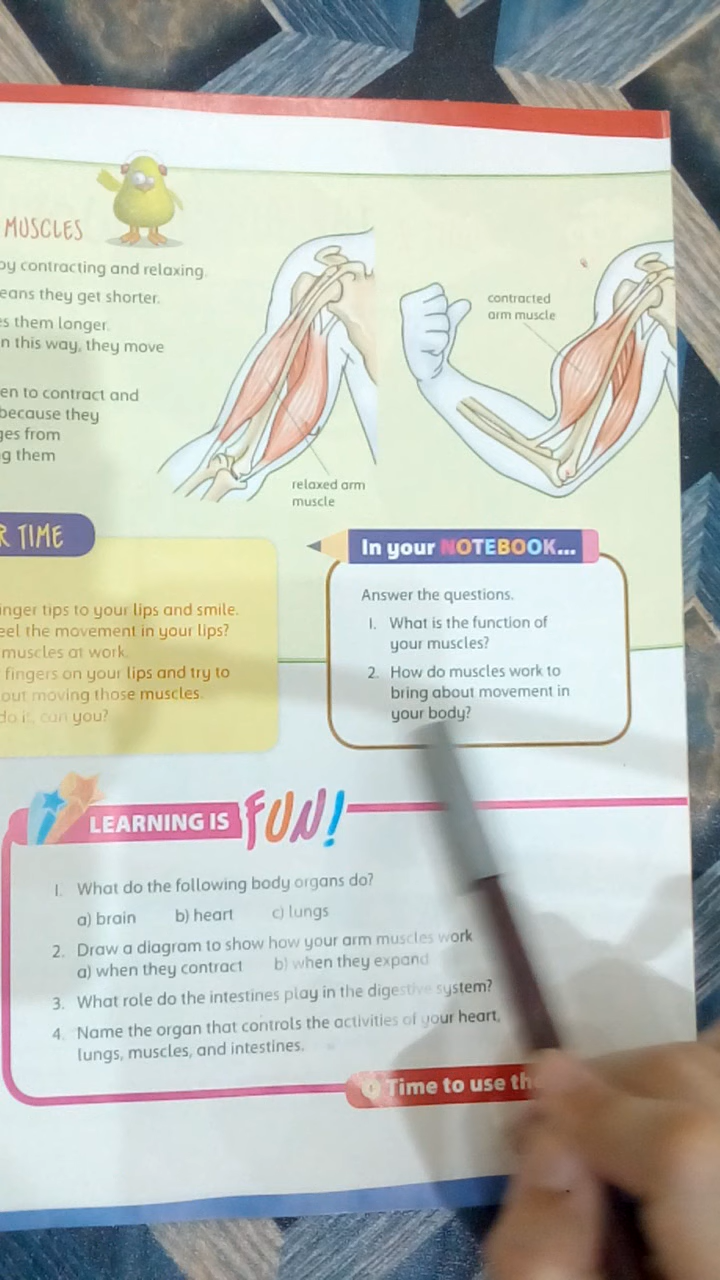 MUSCLES
by contracting and relaxing.
eans they get shorter.
es them longer.
n this way, they move
en to contract and
because they
ges from
g them
contracted
arm muscle
relaxed arm
muscle
R TIME
inger tips to your lips and smile.
eel the movement in your lips?
muscles at work.
fingers on your lips and try to
out moving those muscles.
do it, can you?
In your NOTEBOOK...
Answer the questions.
1. What is the function of
your muscles?
2. How do muscles work to
bring about movement in
your body?
LEARNING IS FUN!
1. What do the following body organs do?
a) brain b) heart c) lungs
2. Draw a diagram to show how your arm muscles work
a) when they contract b) when they expand
3. What role do the intestines play in the digestive system?
4. Name the organ that controls the activities of your heart,
lungs, muscles, and intestines.
Time to use the